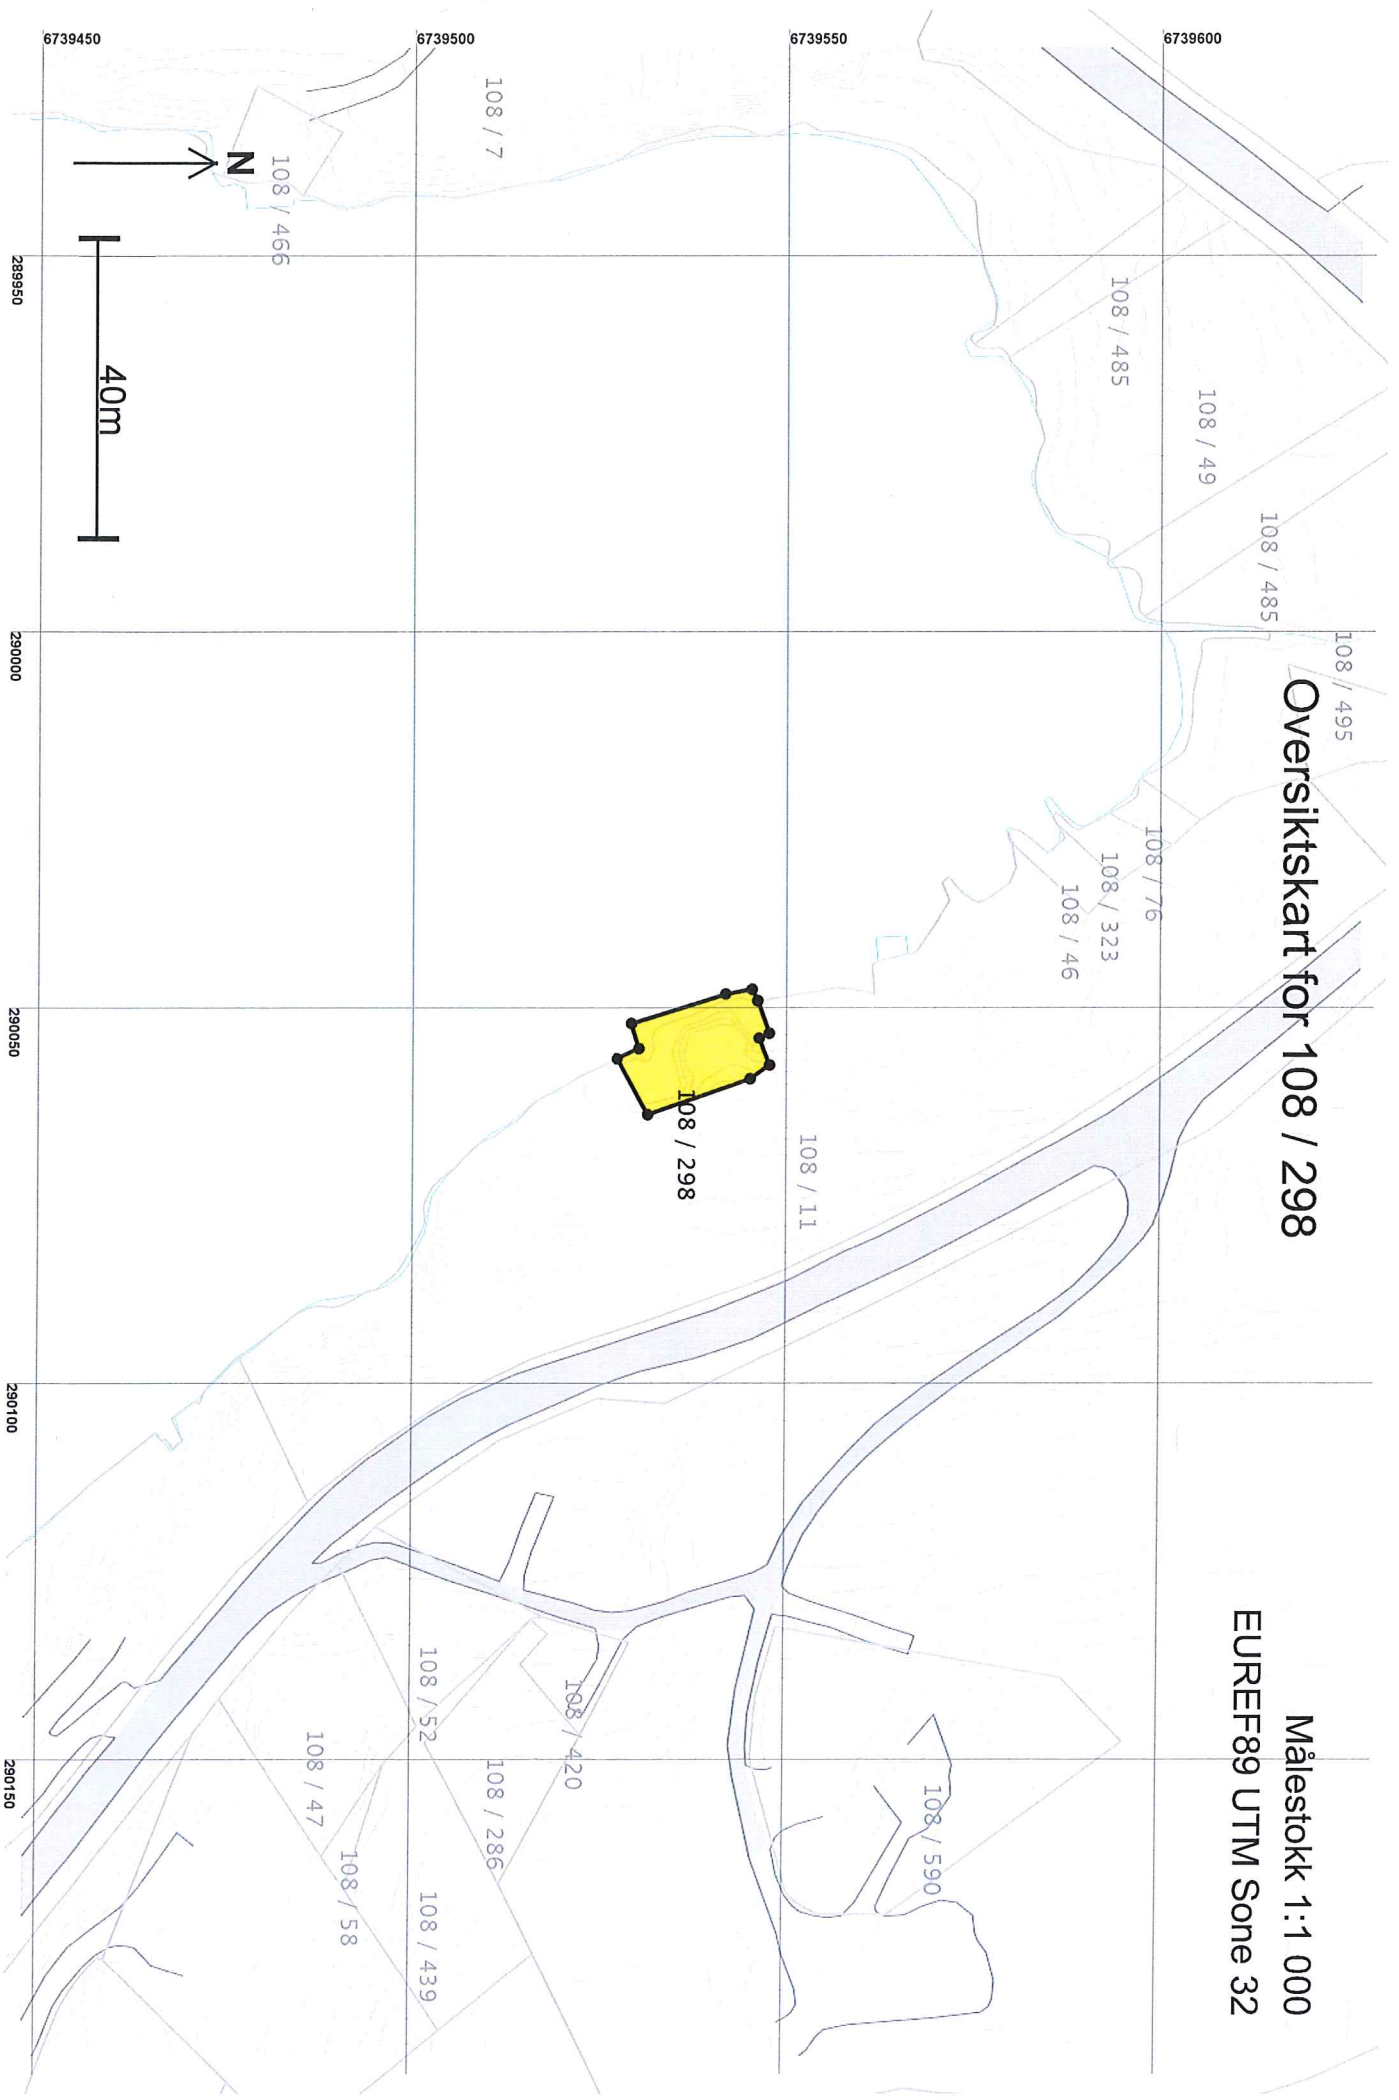 Oversiktskart for 108 / 298
Målestokk 1:1 000
EUREF89 UTM Sone 32
6739600
6739550
6739500
6739450
108 / 495
108 / 485
108 / 49
108 / 485
108 / 76
108 / 323
108 / 46
108 / 590
108 / 11
108 / 298
108 / 7
108 / 420
108 / 286
108 / 52
108 / 439
108 / 58
108 / 47
108 / 466
N
40m
289950
290000
290050
290100
290150